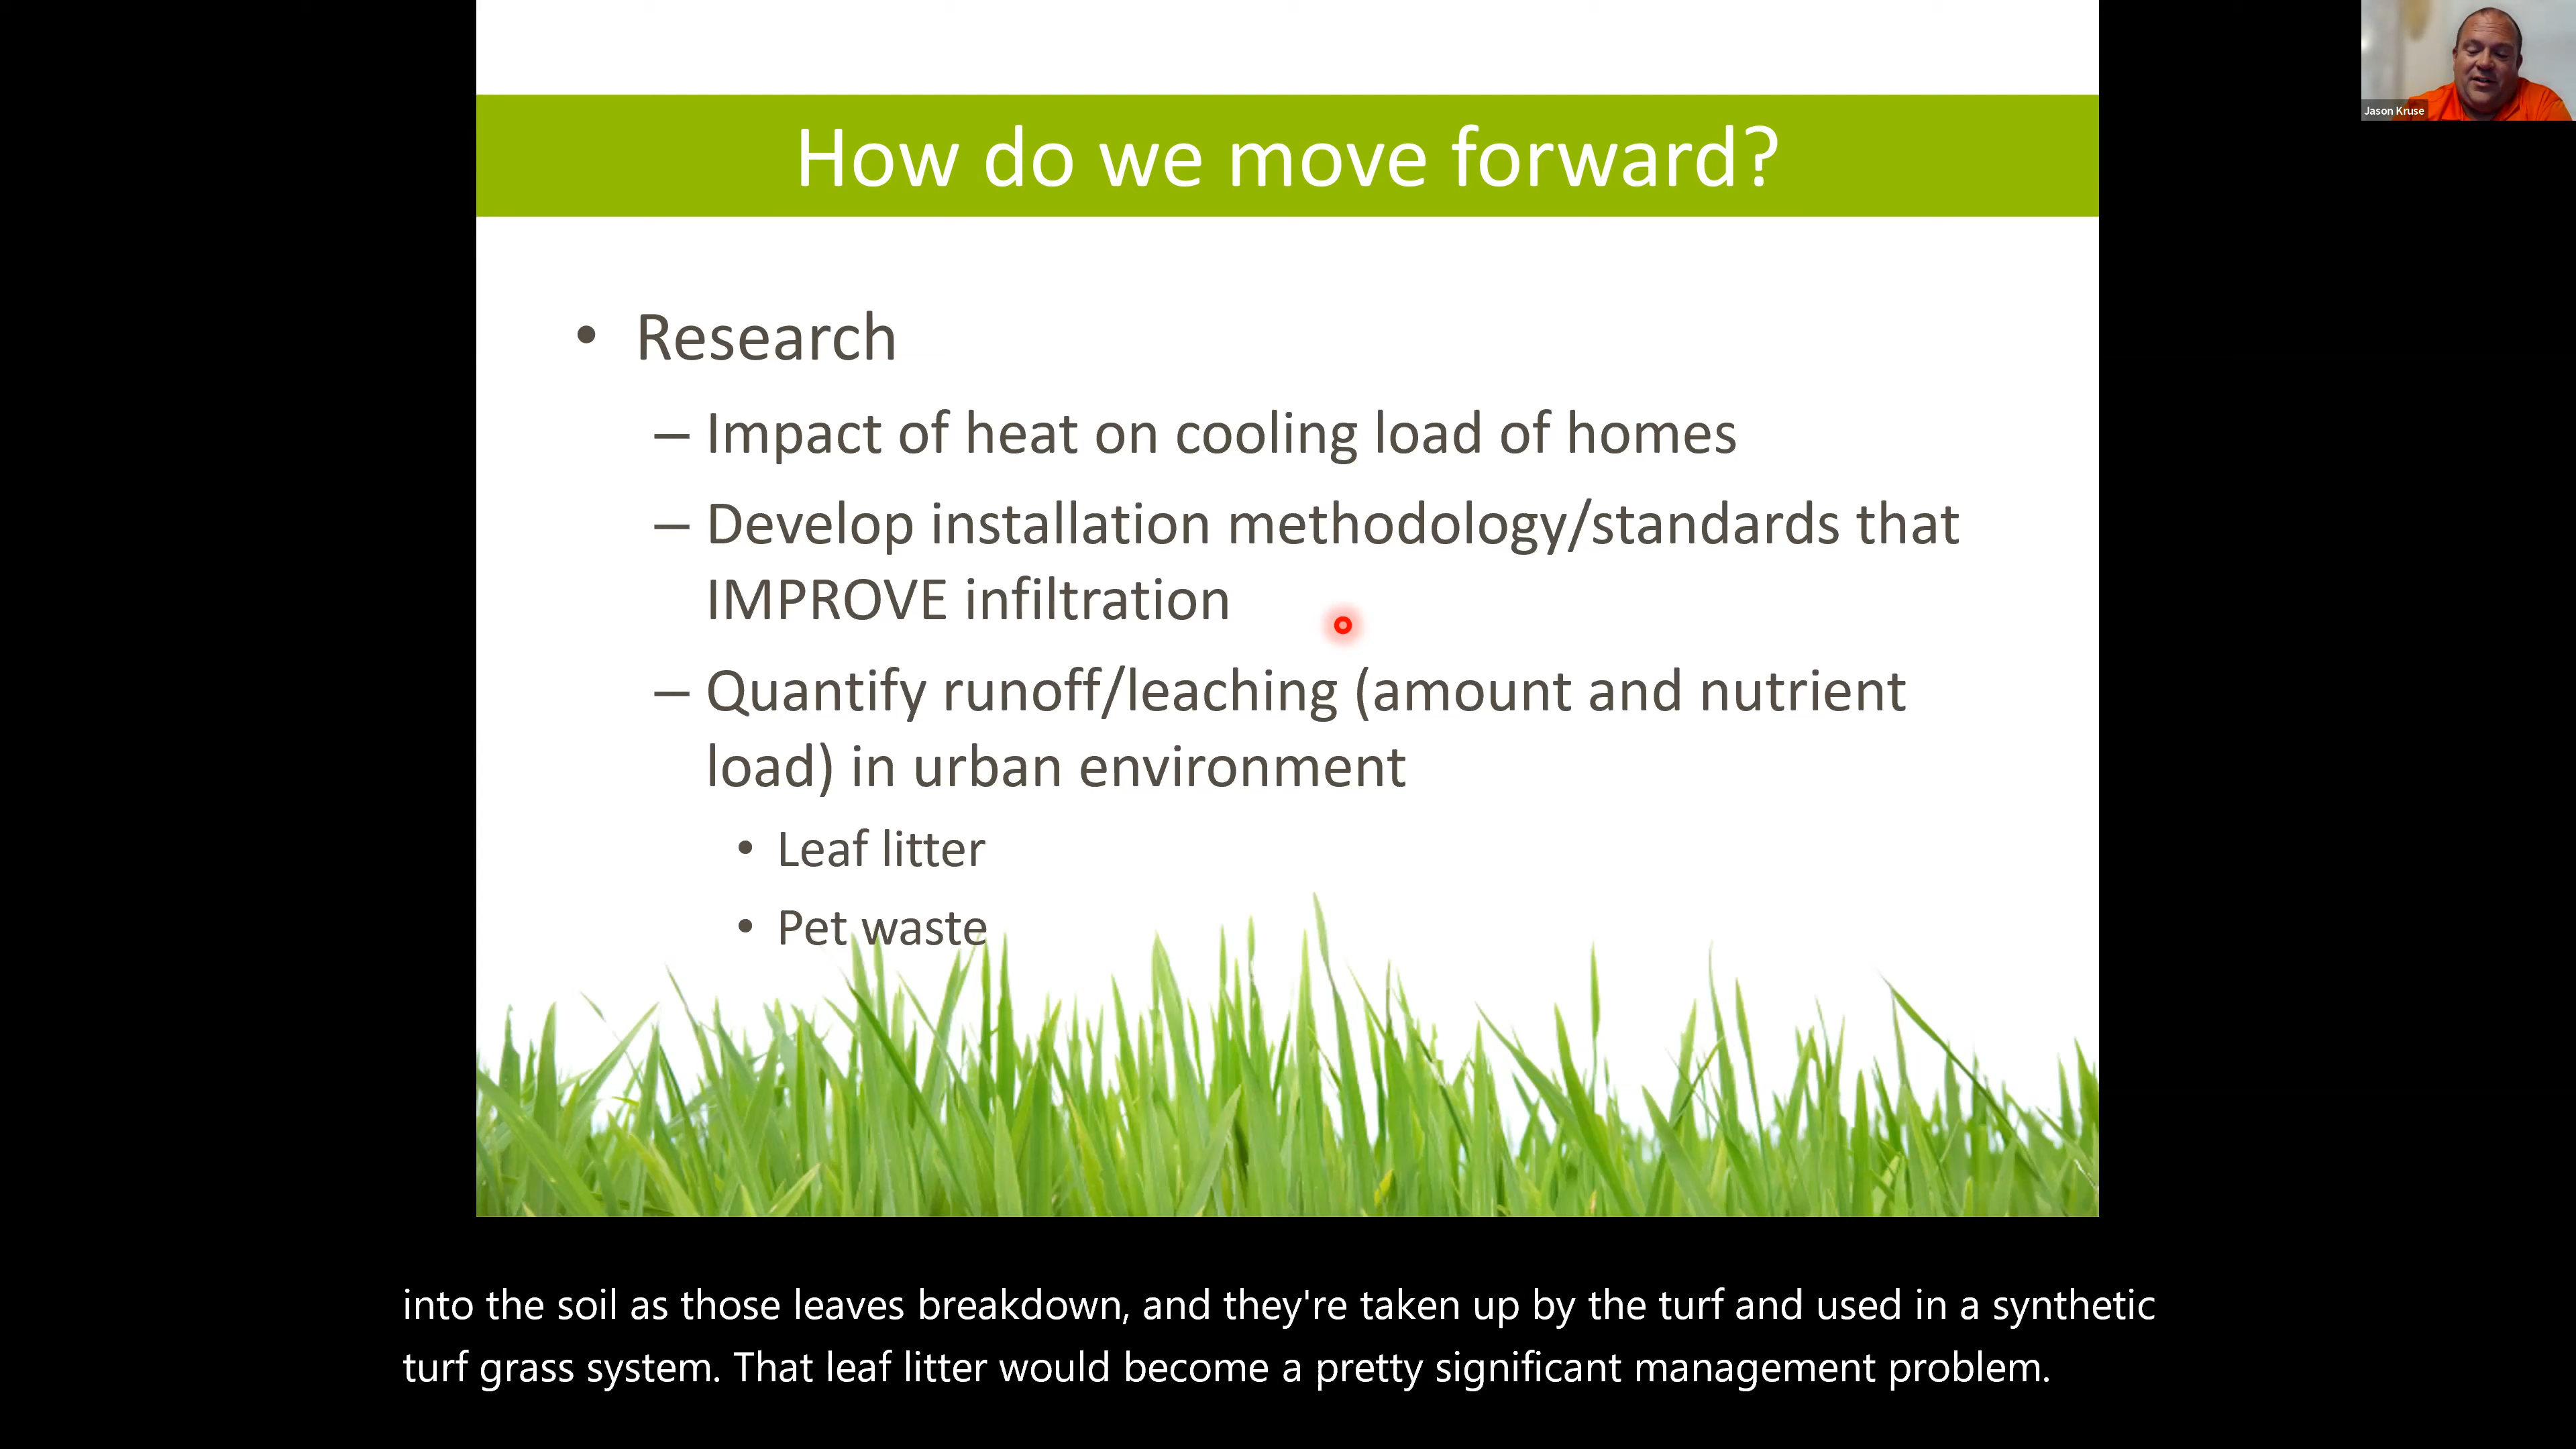 How do we move forward?
Jason Kruse
• Research
– Impact of heat on cooling load of homes
– Develop installation methodology/standards that
IMPROVE infiltration
– Quantify runoff/leaching (amount and nutrient
load) in urban environment
• Leaf litter
• Pet waste
into the soil as those leaves breakdown, and they're taken up by the turf and used in a synthetic
turf grass system. That leaf litter would become a pretty significant management problem.